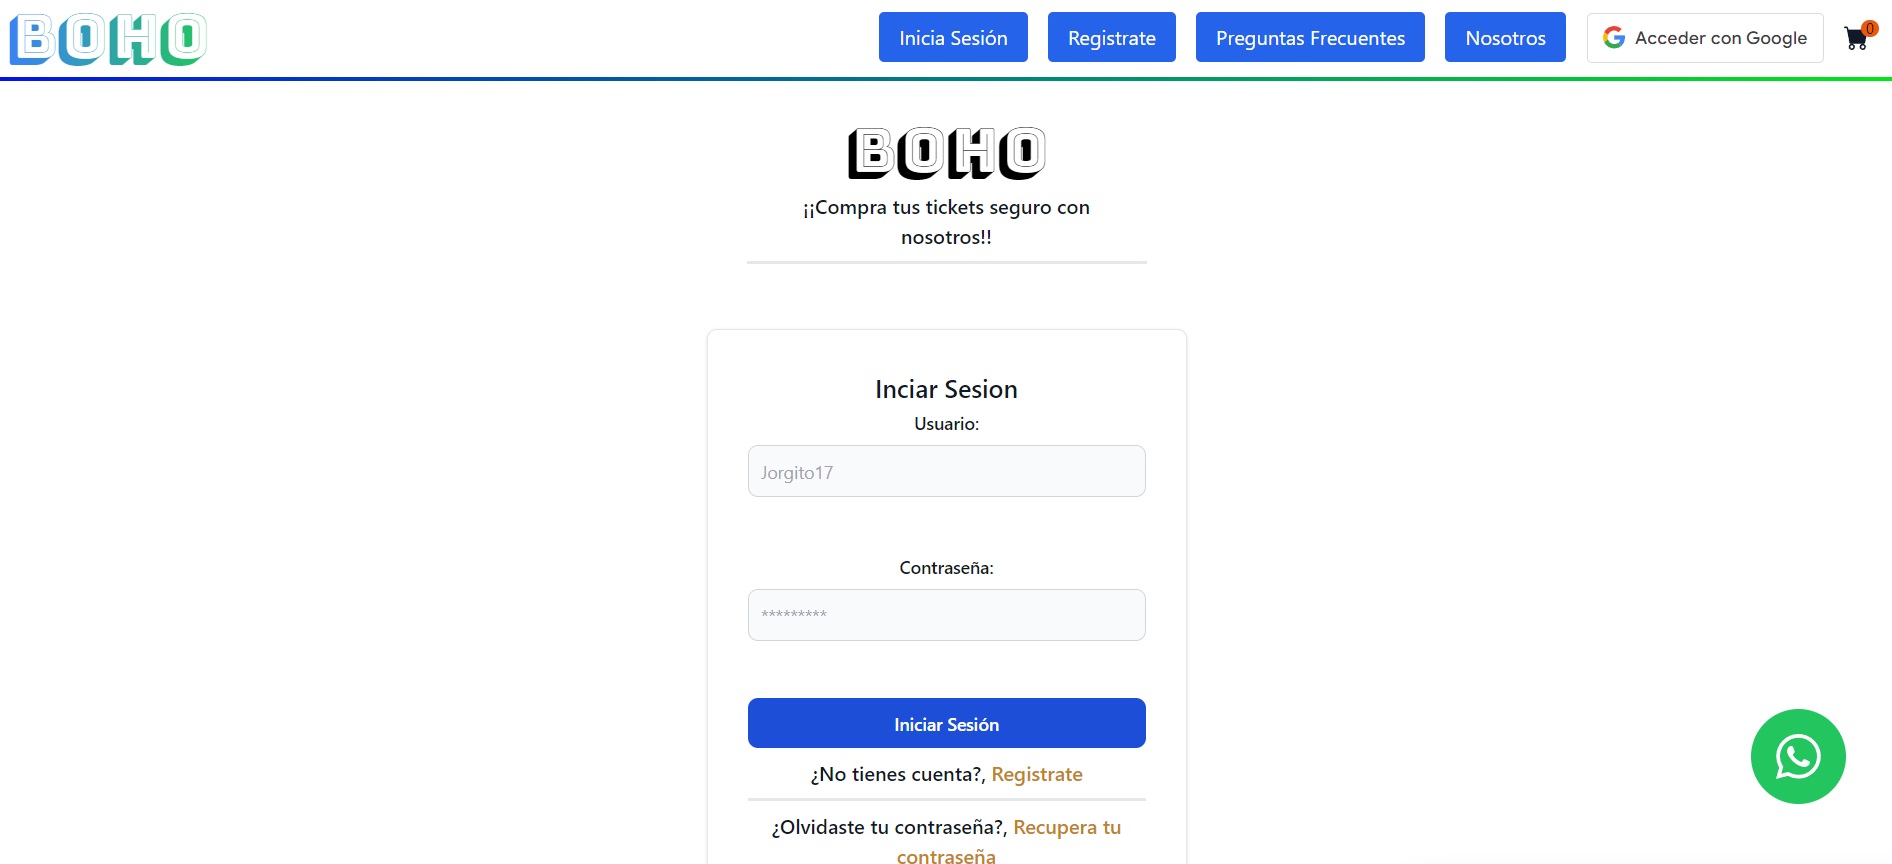 BOHO
Inicia Sesión
Registrate
Preguntas Frecuentes
Nosotros
Acceder con Google
0
BOHO
¡¡Compra tus tickets seguro con
nosotros!!
Inciar Sesion
Usuario:
Jorgito17
Contraseña:
*********
Iniciar Sesión
¿No tienes cuenta?, Registrate
¿Olvidaste tu contraseña?, Recupera tu
contraseña